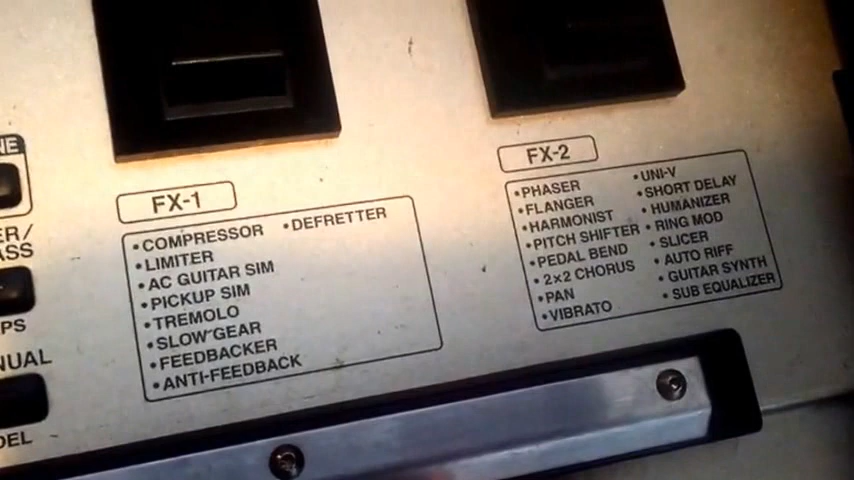 NE
ER/
ASS
PS
NUAL
DEL
FX-1
• COMPRESSOR
• LIMITER
• AC GUITAR SIM
• PICKUP SIM
• TREMOLO
• SLOW GEAR
• FEEDBACKER
• ANTI-FEEDBACK
• DEFRETTER
FX-2
• PHASER
• FLANGER
• HARMONIST
• PITCH SHIFTER
• PEDAL BEND
• 2×2 CHORUS
• PAN
• VIBRATO
• UNI-V
• SHORT DELAY
• HUMANIZER
• RING MOD
• SLICER
• AUTO RIFF
• GUITAR SYNTH
• SUB EQUALIZER